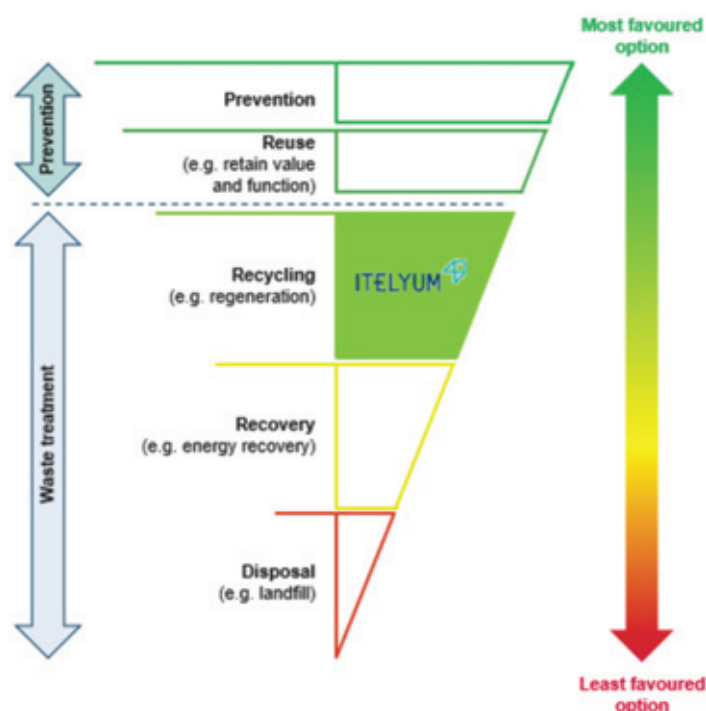 Most favoured
option
Prevention
Prevention
Reuse
(e.g. retain value
and function)
Recycling
(e.g. regeneration)
ITELYUM
Recovery
(e.g. energy recovery)
Waste treatment
Disposal
(e.g. landfill)
Least favoured
option